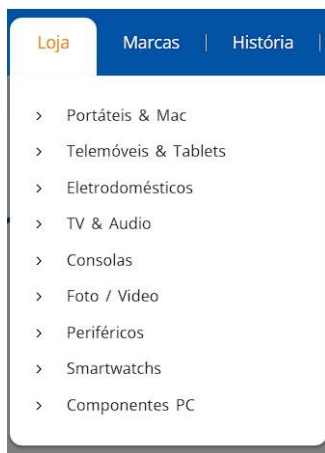 Loja Marcas | História |
Portáteis & Mac
Telemóveis & Tablets
Eletrodomésticos
TV & Audio
Consolas
Foto / Video
Periféricos
Smartwatchs
Componentes PC